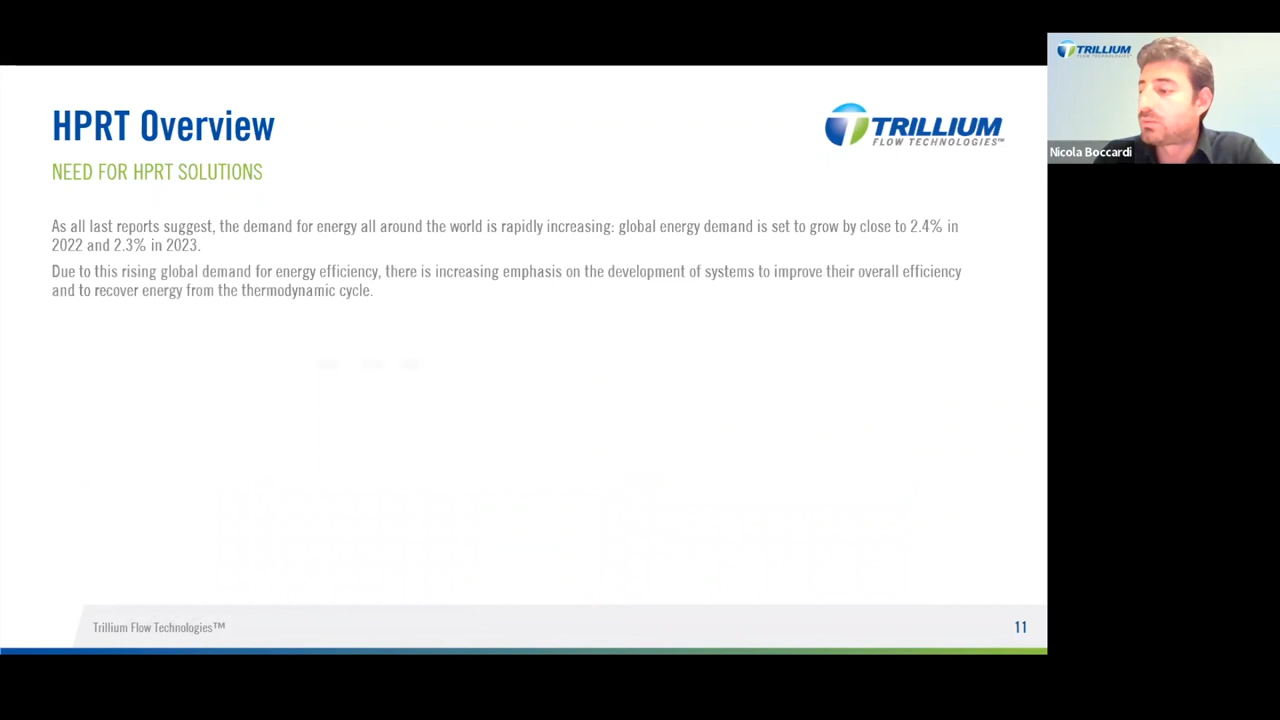 HPRT Overview
TRILLIUM
FLOW TECHNOLOGIES™
NEED FOR HPRT SOLUTIONS
As all last reports suggest, the demand for energy all around the world is rapidly increasing: global energy demand is set to grow by close to 2.4% in
2022 and 2.3% in 2023.
Due to this rising global demand for energy efficiency, there is increasing emphasis on the development of systems to improve their overall efficiency
and to recover energy from the thermodynamic cycle.
Trillium Flow Technologies™
11
TRILLIUM
FLOW TECHNOLOGIES
Nicola Boccardi